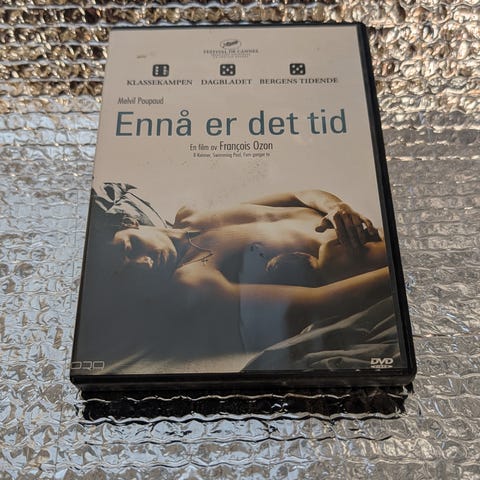 FESTIVAL DE CANNES
KLASSEKAMPEN DAGBLADET BERGENS TIDENDE
Melvil Poupaud
Ennå er det tid
En film av François Ozon
8 Kvinner, Swimming Pool, Fem ganger to
DVD
VIDEO